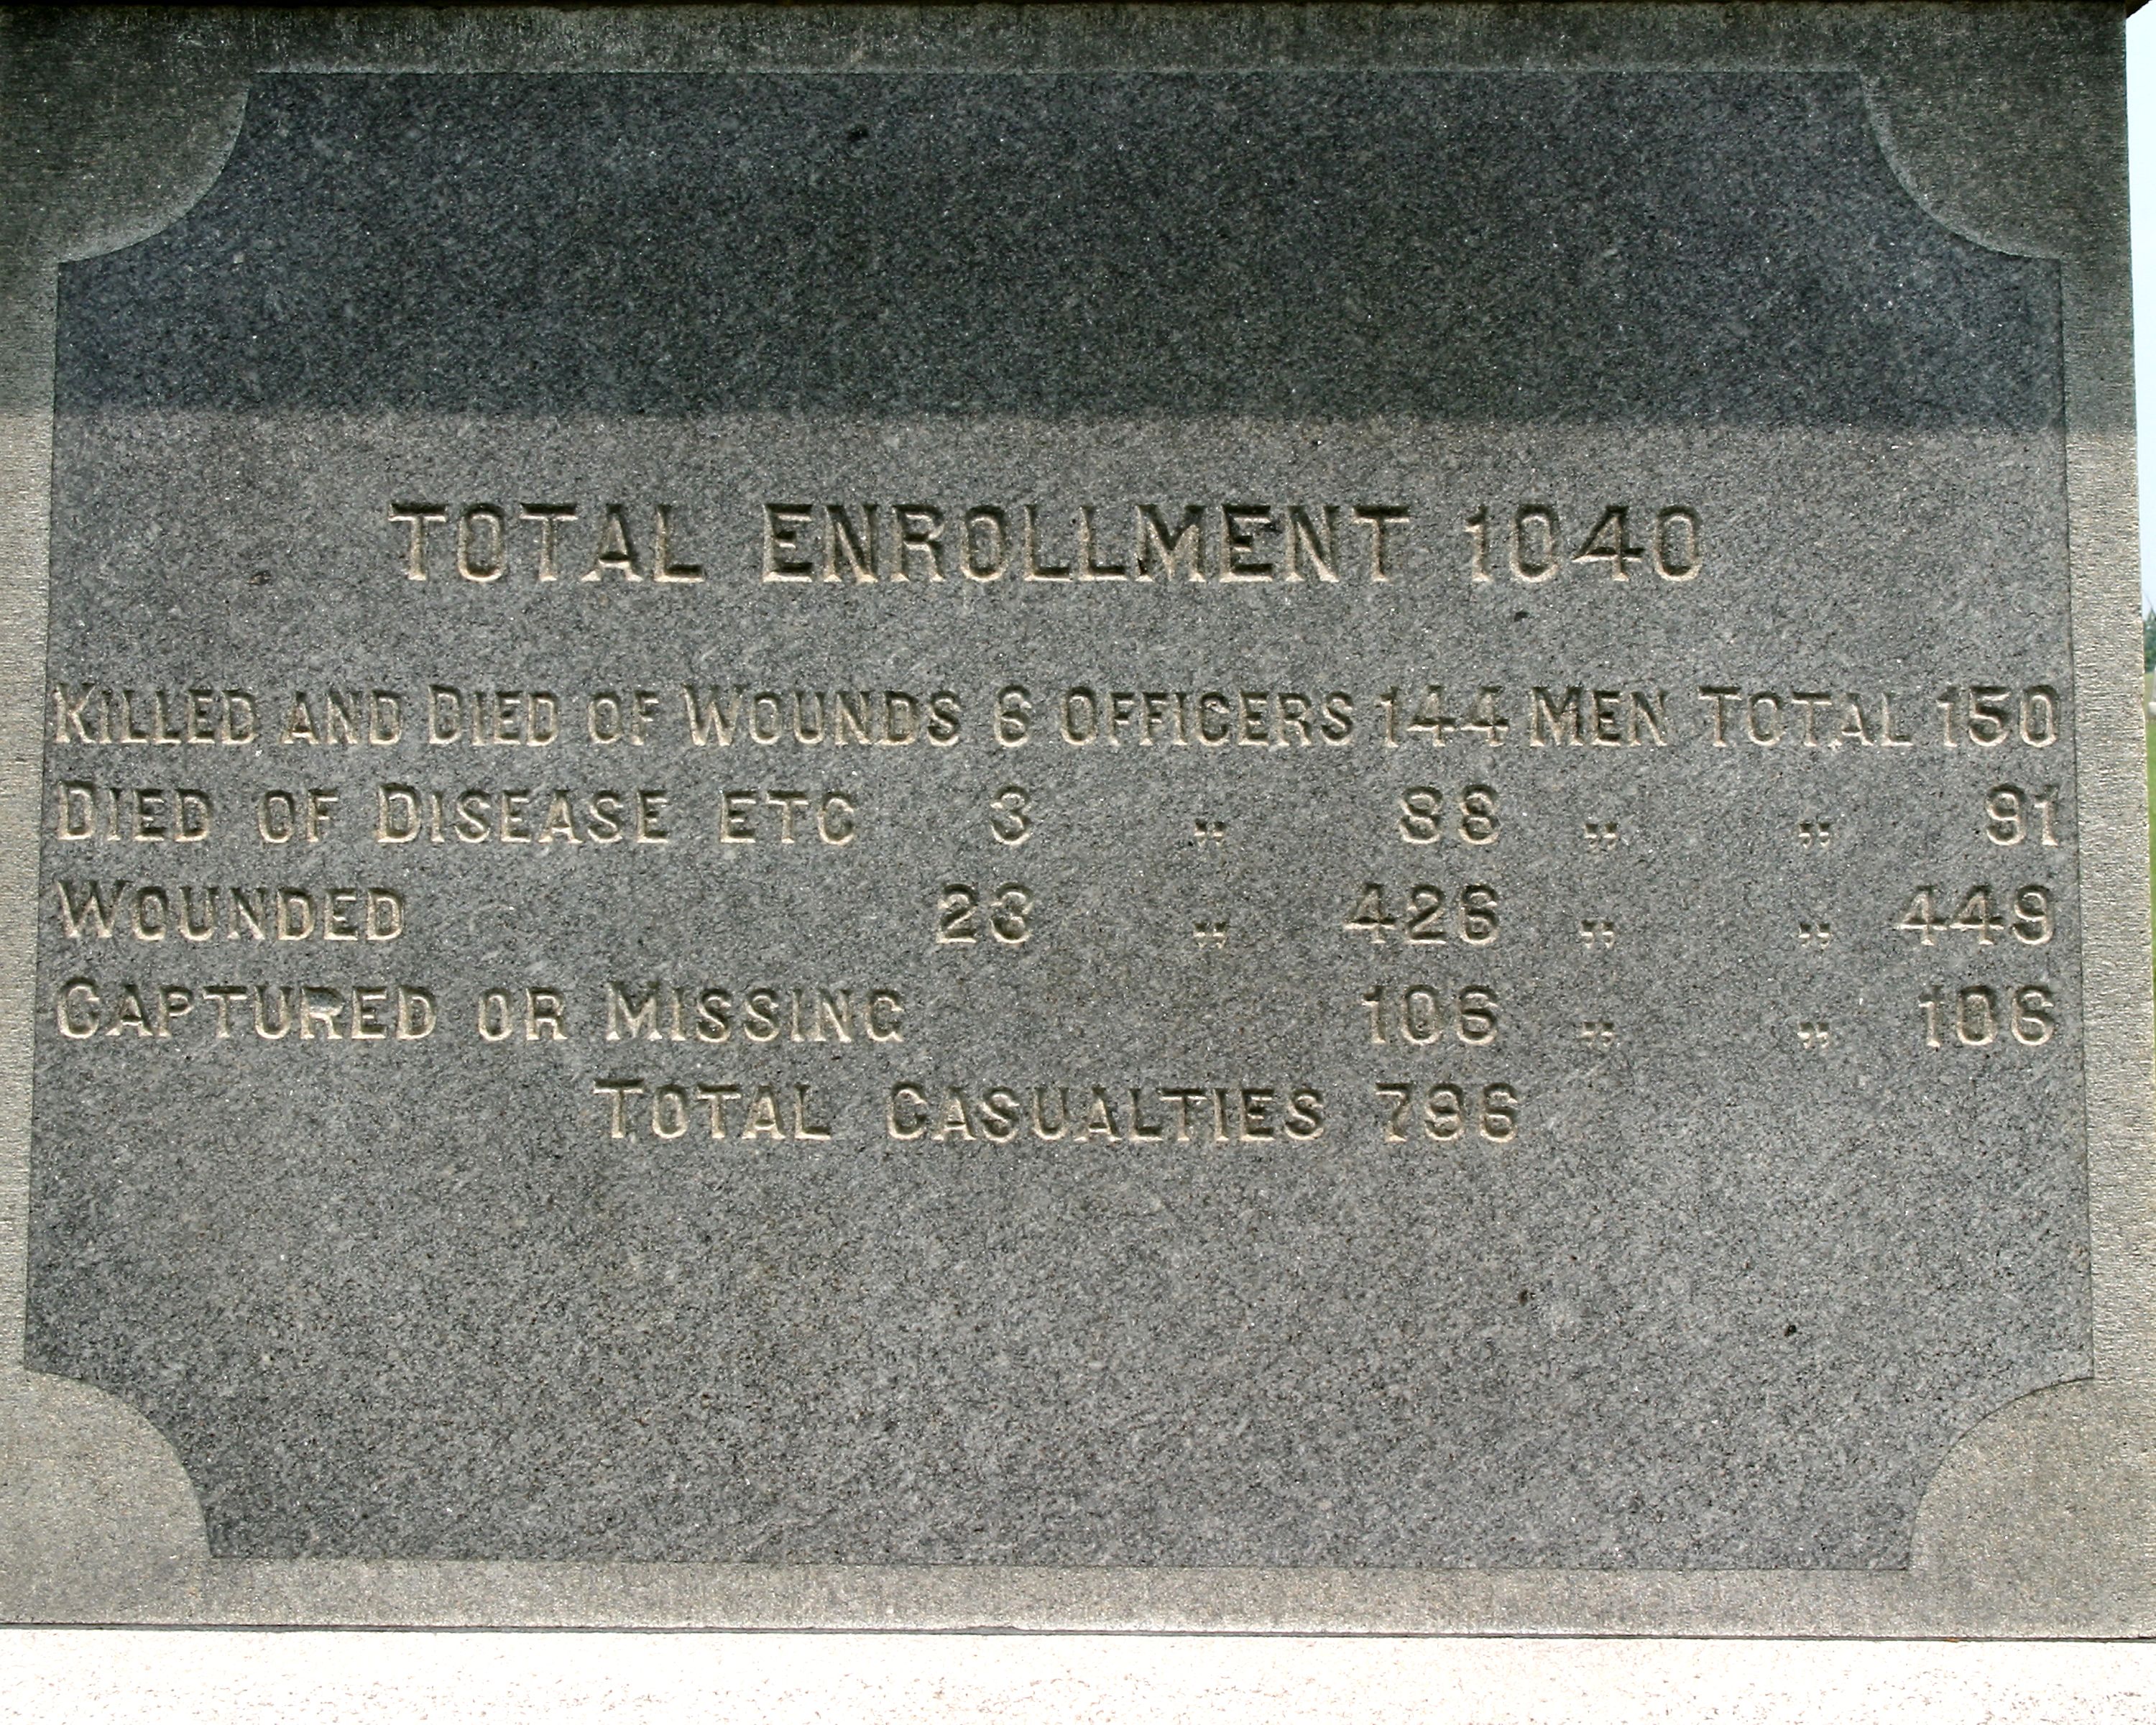 TOTAL ENROLLMENT 1040
KILLED AND DIED OF WOUNDS 6 OFFICERS 144 MEN TOTAL 150
DIED OF DISEASE ETC 3 „ 88 „ „ 91
WOUNDED 23 „ 426 „ „ 449
CAPTURED OR MISSING 106 „ „ 106
TOTAL CASUALTIES 796